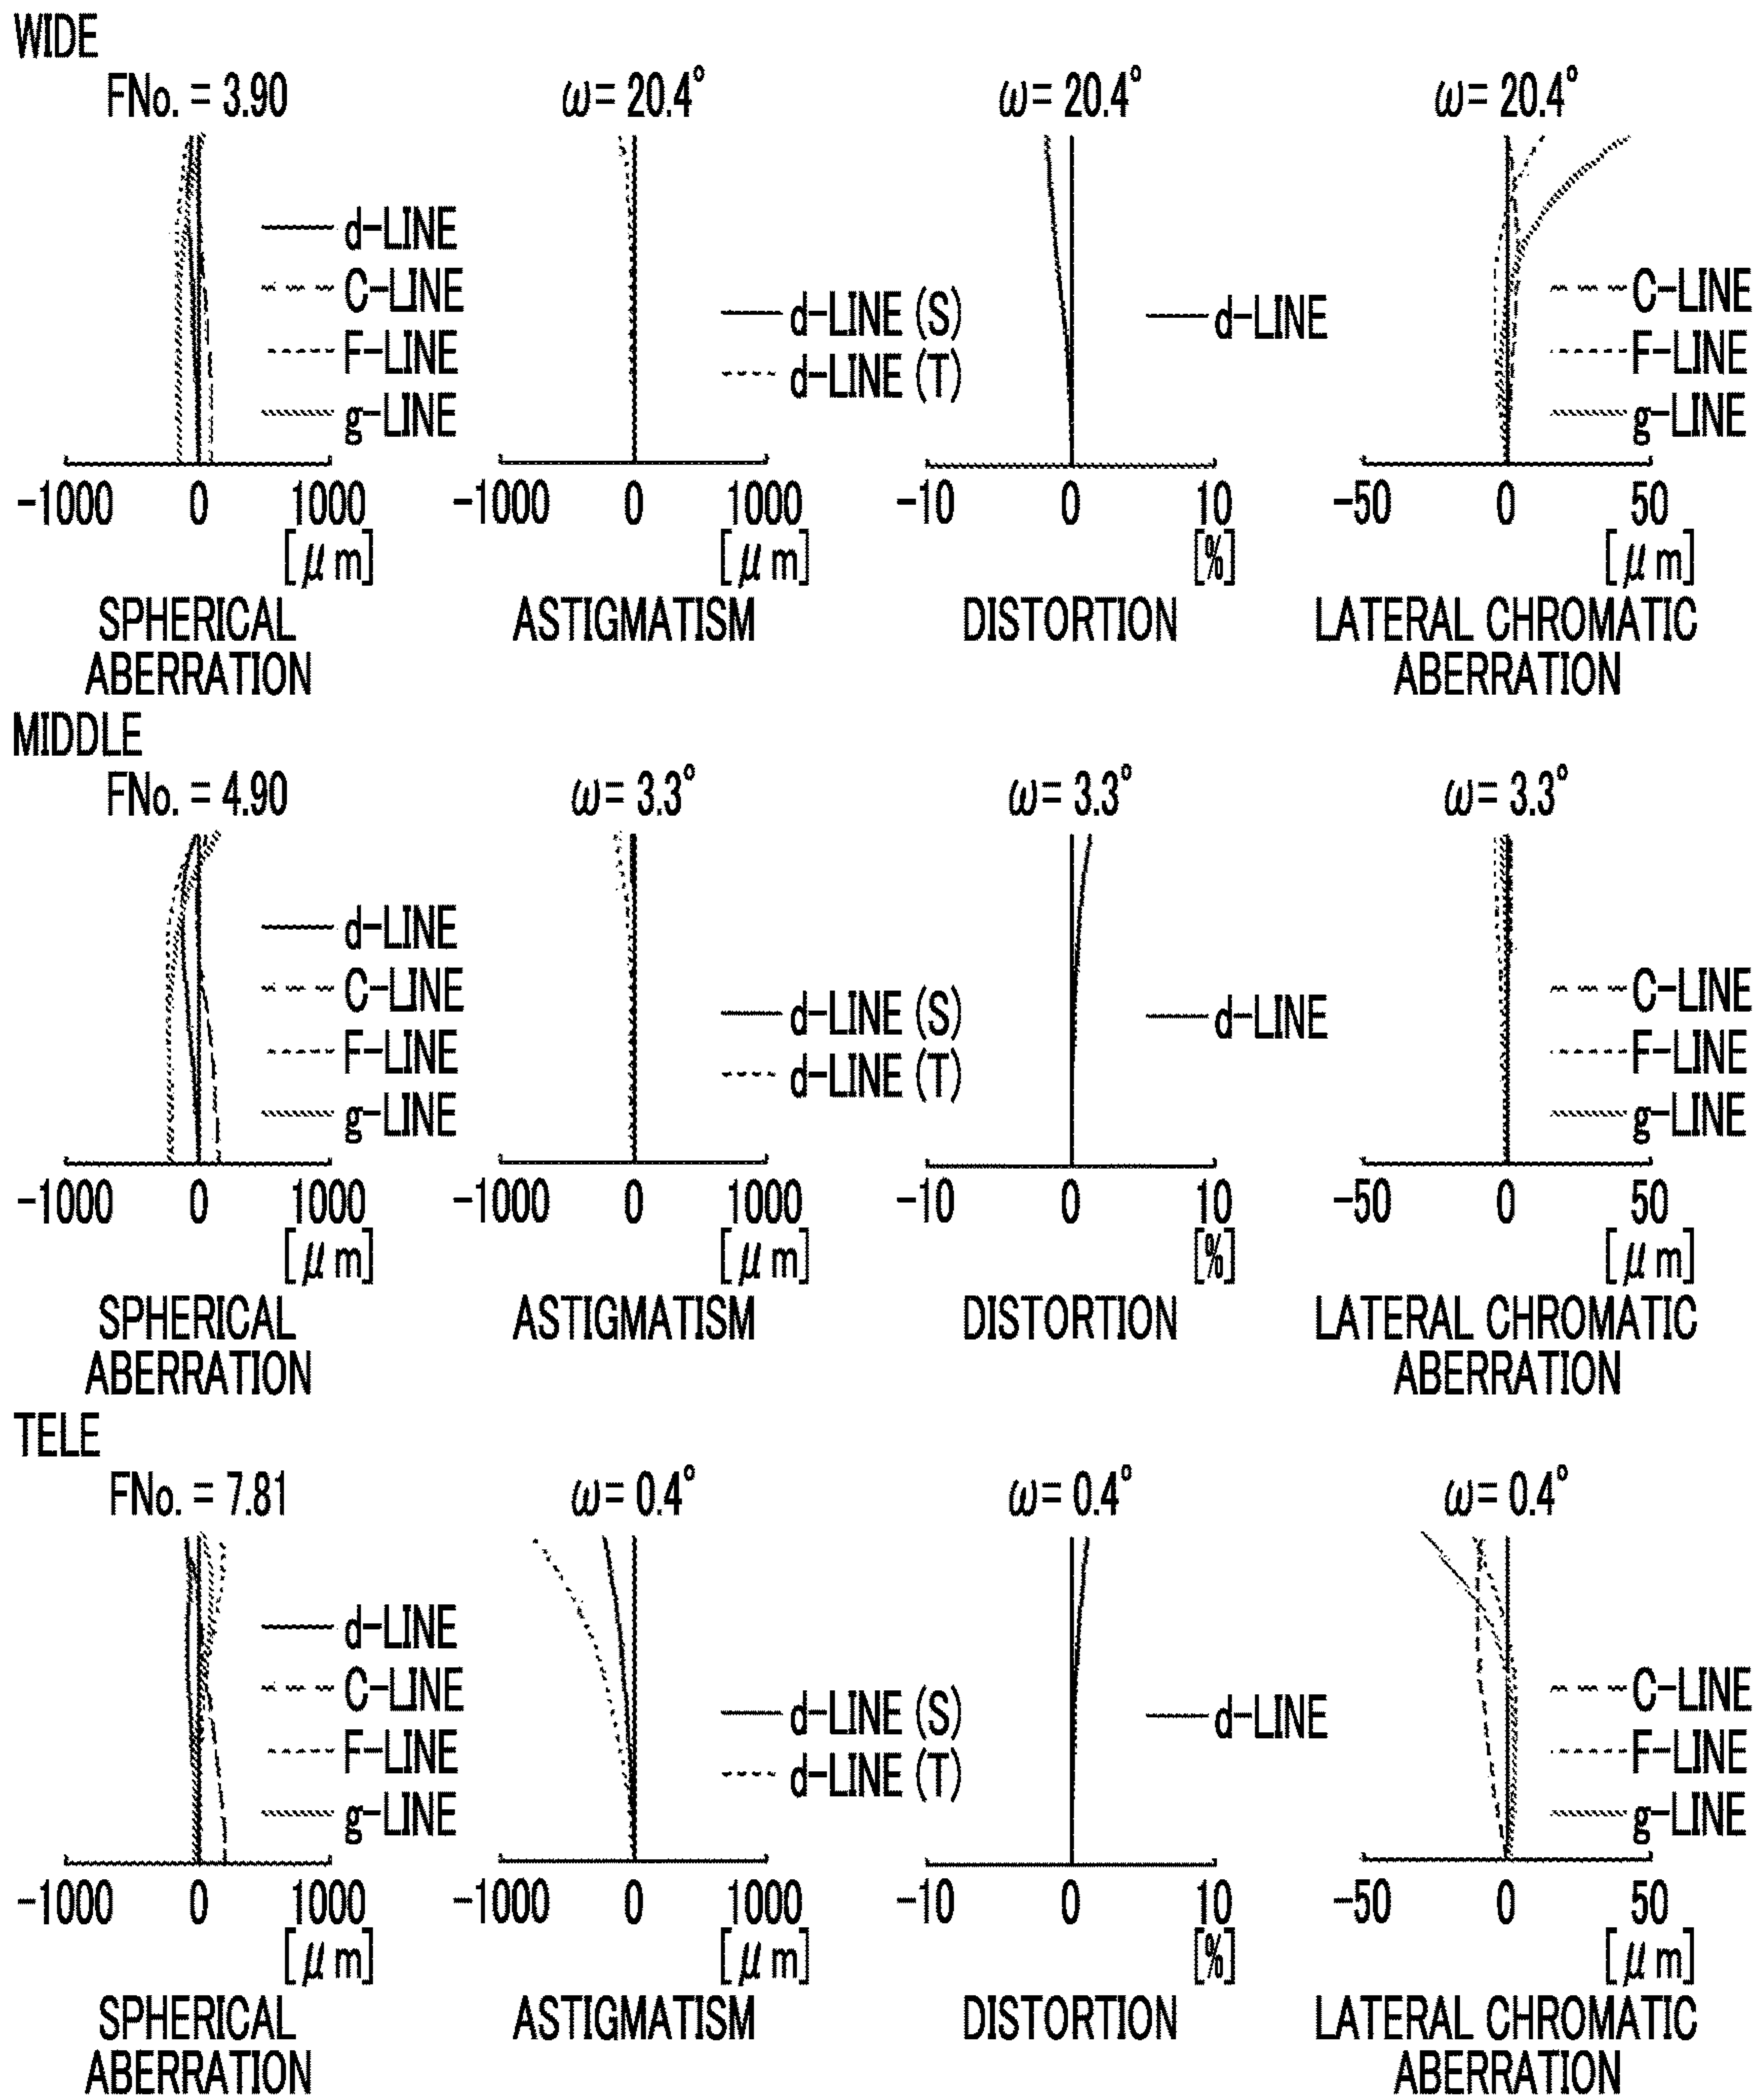 WIDE
FNo. = 3.90
ω= 20.4°
ω= 20.4°
ω= 20.4°
d-LINE
C-LINE
F-LINE
g-LINE
d-LINE (S)
d-LINE (T)
d-LINE
C-LINE
F-LINE
g-LINE
-1000 0 1000
-1000 0 1000
-10 0 10
-50 0 50
[μm]
[μm]
[%]
[μm]
SPHERICAL
ABERRATION
ASTIGMATISM
DISTORTION
LATERAL CHROMATIC
ABERRATION
MIDDLE
FNo. = 4.90
ω= 3.3°
ω= 3.3°
ω= 3.3°
d-LINE
C-LINE
F-LINE
g-LINE
d-LINE (S)
d-LINE (T)
d-LINE
C-LINE
F-LINE
g-LINE
-1000 0 1000
-1000 0 1000
-10 0 10
-50 0 50
[μm]
[μm]
[%]
[μm]
SPHERICAL
ABERRATION
ASTIGMATISM
DISTORTION
LATERAL CHROMATIC
ABERRATION
TELE
FNo. = 7.81
ω= 0.4°
ω= 0.4°
ω= 0.4°
d-LINE
C-LINE
F-LINE
g-LINE
d-LINE (S)
d-LINE (T)
d-LINE
C-LINE
F-LINE
g-LINE
-1000 0 1000
-1000 0 1000
-10 0 10
-50 0 50
[μm]
[μm]
[%]
[μm]
SPHERICAL
ABERRATION
ASTIGMATISM
DISTORTION
LATERAL CHROMATIC
ABERRATION